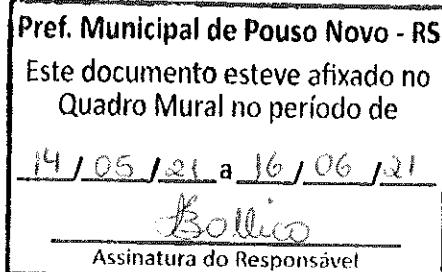 Pref. Municipal de Pouso Novo - RS
Este documento esteve afixado no
Quadro Mural no período de
14/05/21 a 16/06/21
Assinatura do Responsável